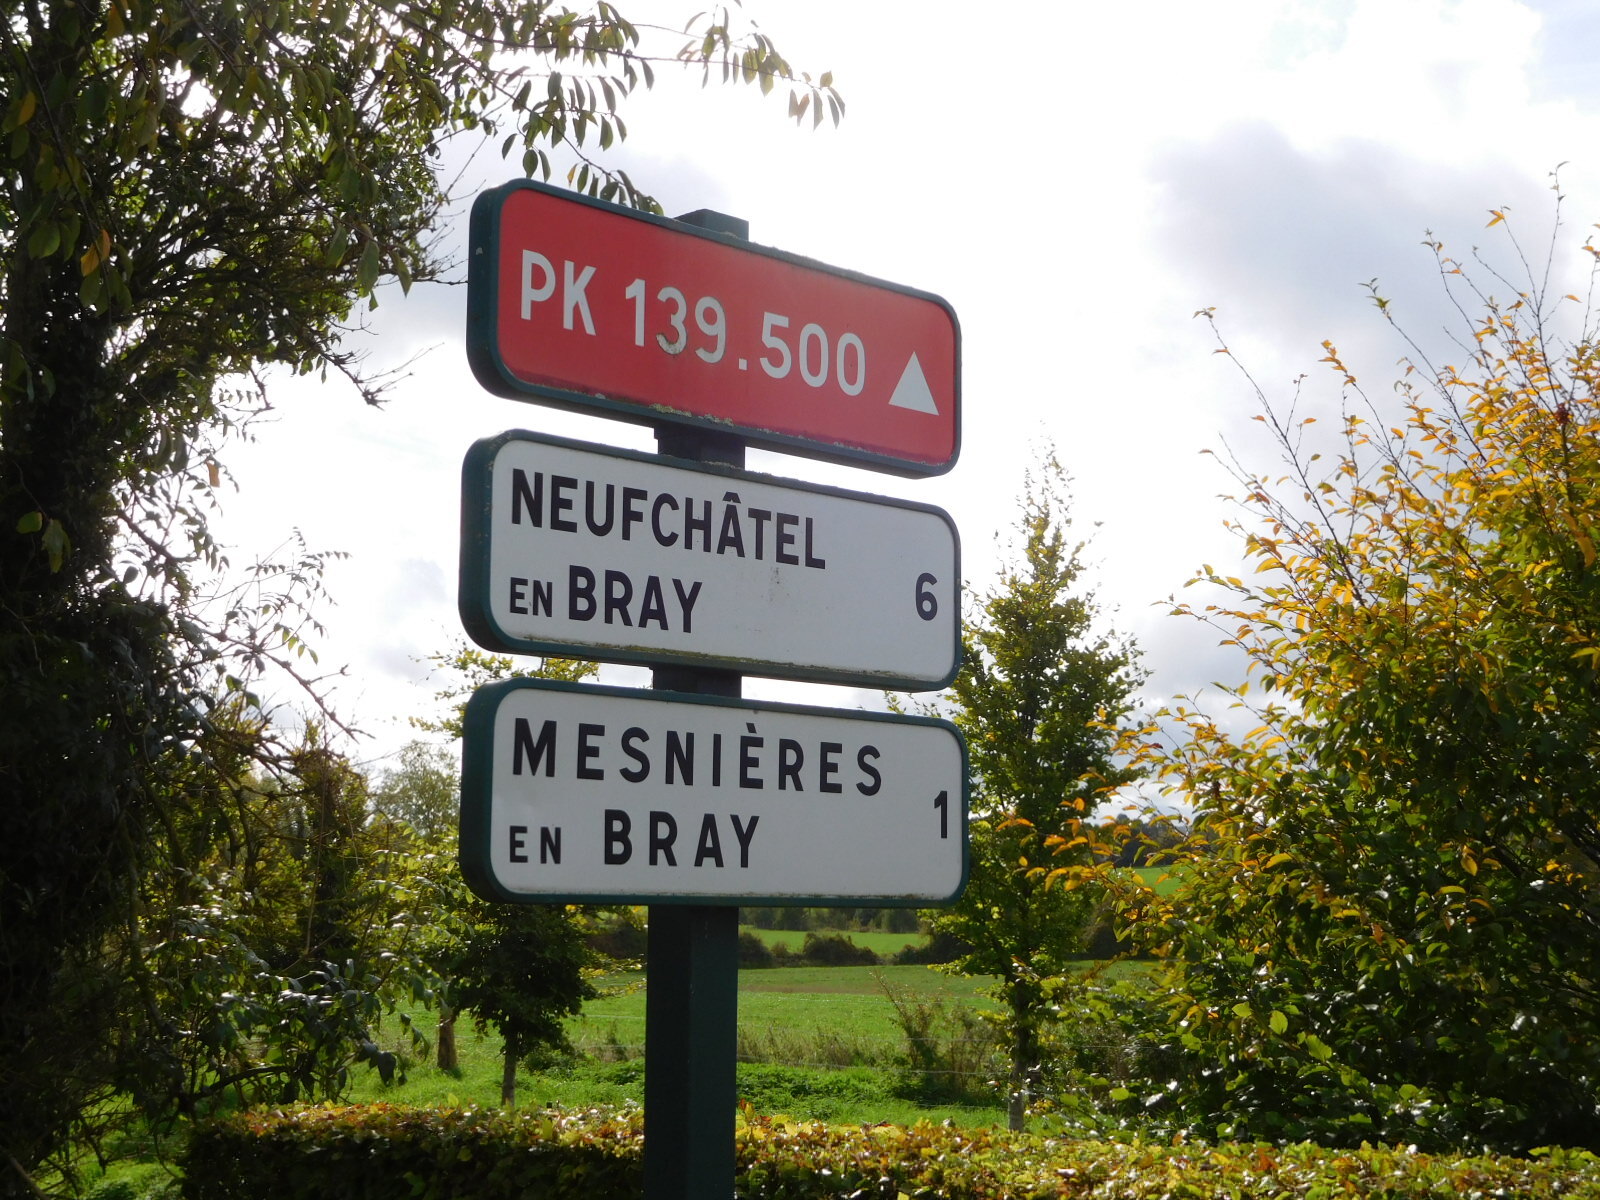 PK 139.500 ▲
NEUFCHÂTEL
EN BRAY 6
MESNIÈRES
EN BRAY 1